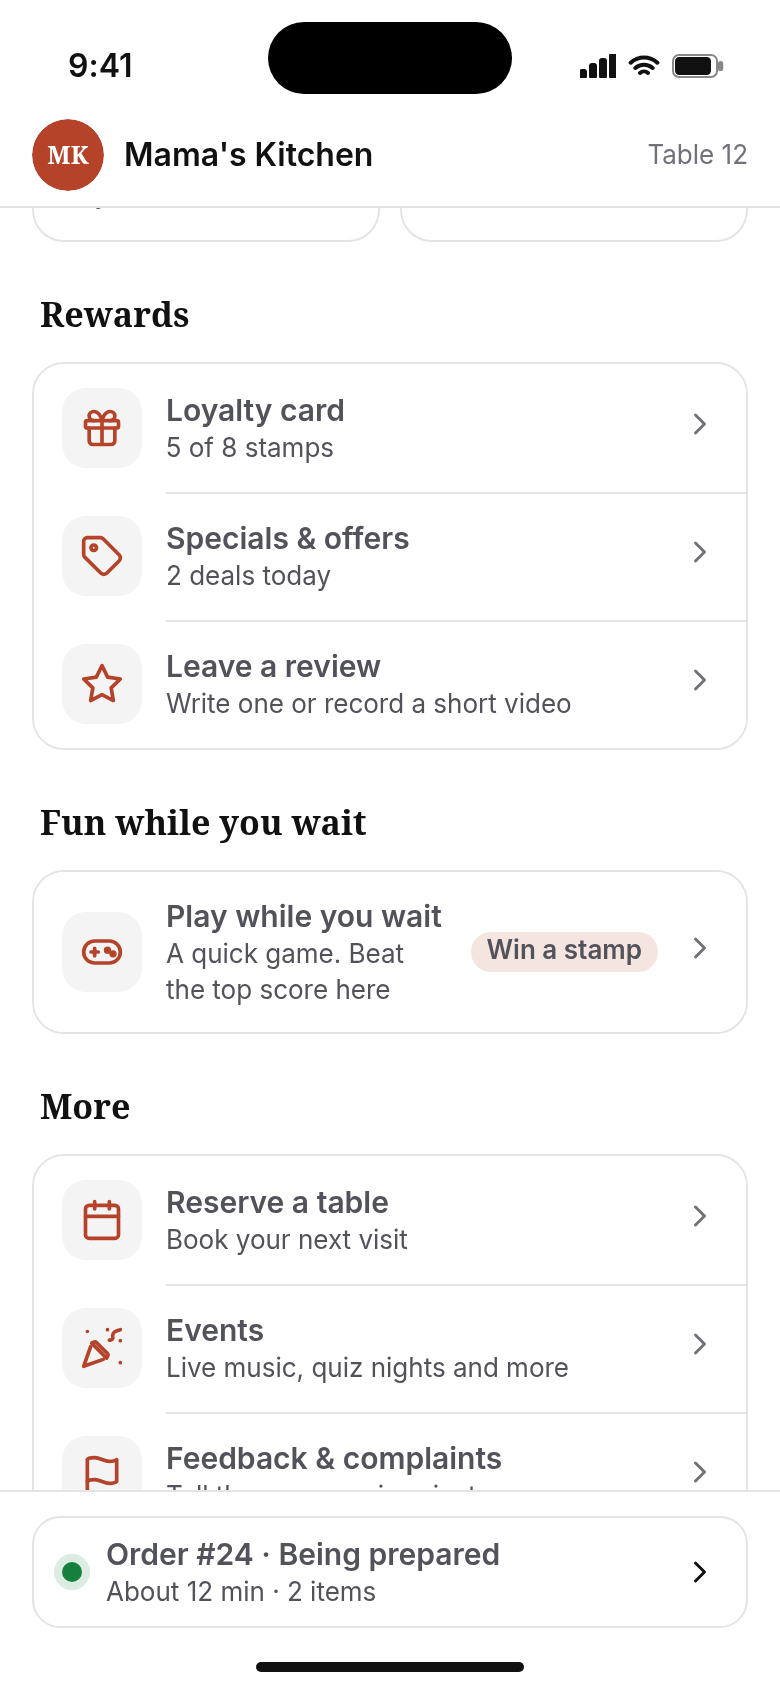 9:41
MK
Mama's Kitchen
Table 12
Rewards
Loyalty card
5 of 8 stamps
Specials & offers
2 deals today
Leave a review
Write one or record a short video
Fun while you wait
Play while you wait
A quick game. Beat
the top score here
Win a stamp
More
Reserve a table
Book your next visit
Events
Live music, quiz nights and more
Feedback & complaints
Order #24 · Being prepared
About 12 min · 2 items